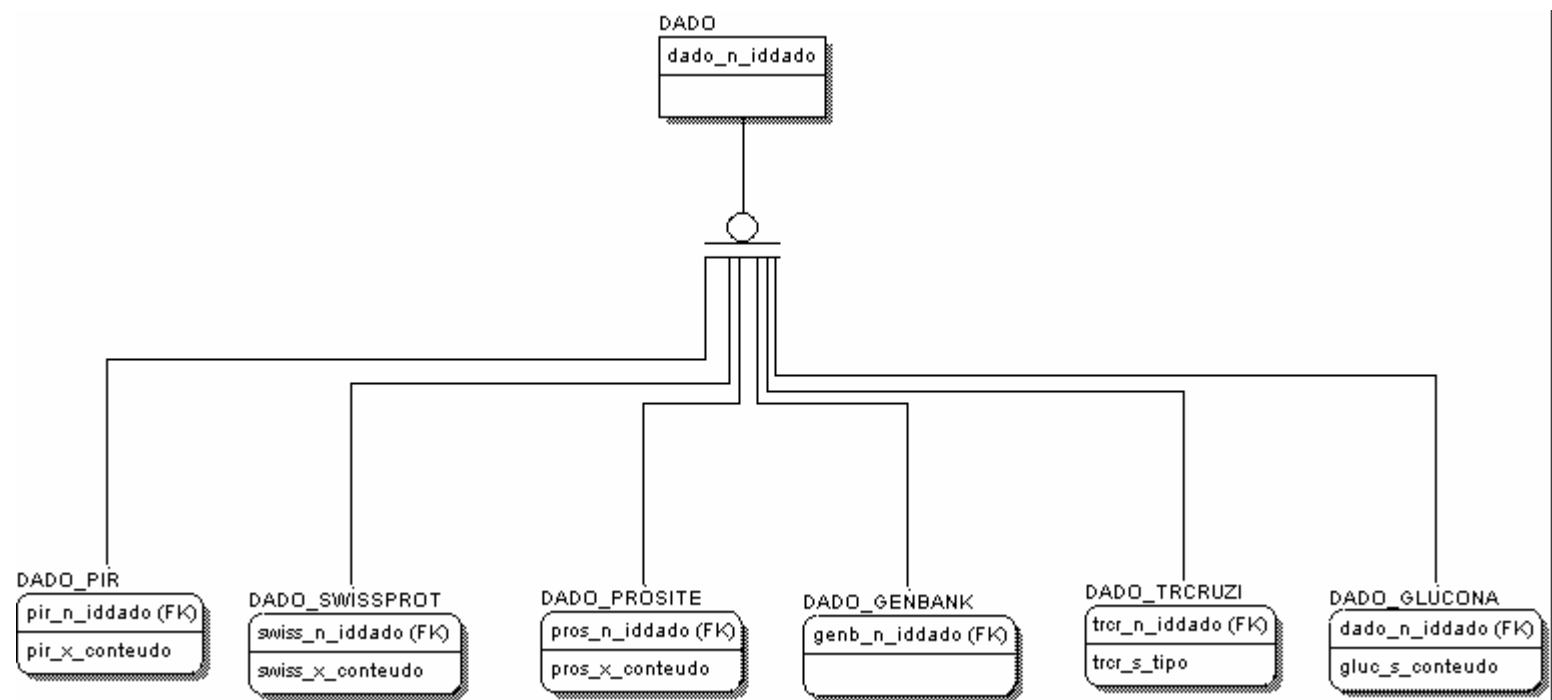 DADO
dado_n_iddado
DADO_PIR
pir_n_iddado (FK)
pir_x_conteudo
DADO_SWISSPROT
swiss_n_iddado (FK)
swiss_x_conteudo
DADO_PROSITE
pros_n_iddado (FK)
pros_x_conteudo
DADO_GENBANK
genb_n_iddado (FK)
DADO_TRCRUZI
trcr_n_iddado (FK)
trcr_s_tipo
DADO_GLUCONA
dado_n_iddado (FK)
gluc_s_conteudo